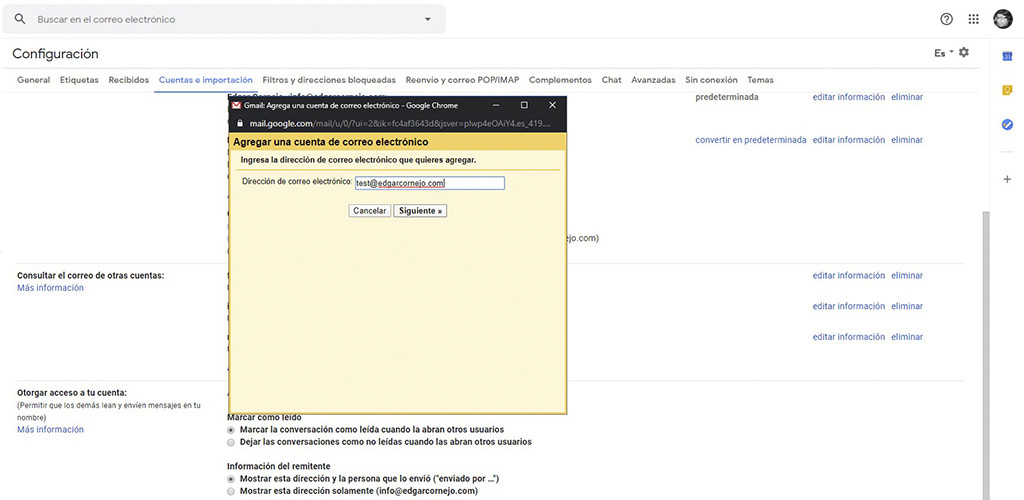 Buscar en el correo electrónico
Configuración
Es
General Etiquetas Recibidos Cuentas e importación Filtros y direcciones bloqueadas Reenvío y correo POP/IMAP Complementos Chat Avanzadas Sin conexión Temas
predeterminada editar información eliminar
Gmail: Agrega una cuenta de correo electrónico - Google Chrome
mail.google.com/mail/u/0/?ui=2&ik=fc4af3643d&jsver=plwp4eOAiY4.es_419....
Agregar una cuenta de correo electrónico
convertir en predeterminada editar información eliminar
Ingresa la dirección de correo electrónico que quieres agregar.
Dirección de correo electrónico: test@edgarcornejo.com
Cancelar Siguiente »
jo.com)
Consultar el correo de otras cuentas: editar información eliminar
Más información
editar información eliminar
editar información eliminar
Otorgar acceso a tu cuenta:
(Permitir que los demás lean y envíen mensajes en tu
nombre)
Más información
Marcar como leído
Marcar la conversación como leída cuando la abran otros usuarios
Dejar las conversaciones como no leídas cuando las abran otros usuarios
Información del remitente
Mostrar esta dirección y la persona que lo envió ("enviado por ...")
Mostrar esta dirección solamente (info@edgarcornejo.com)